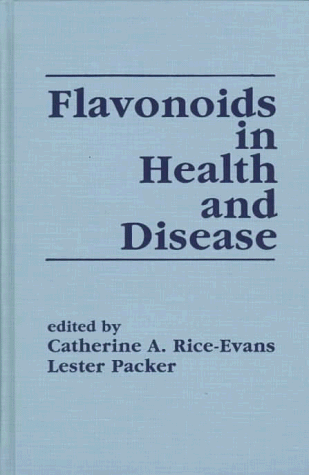 Flavonoids
in
Health
and
Disease
edited by
Catherine A. Rice-Evans
Lester Packer